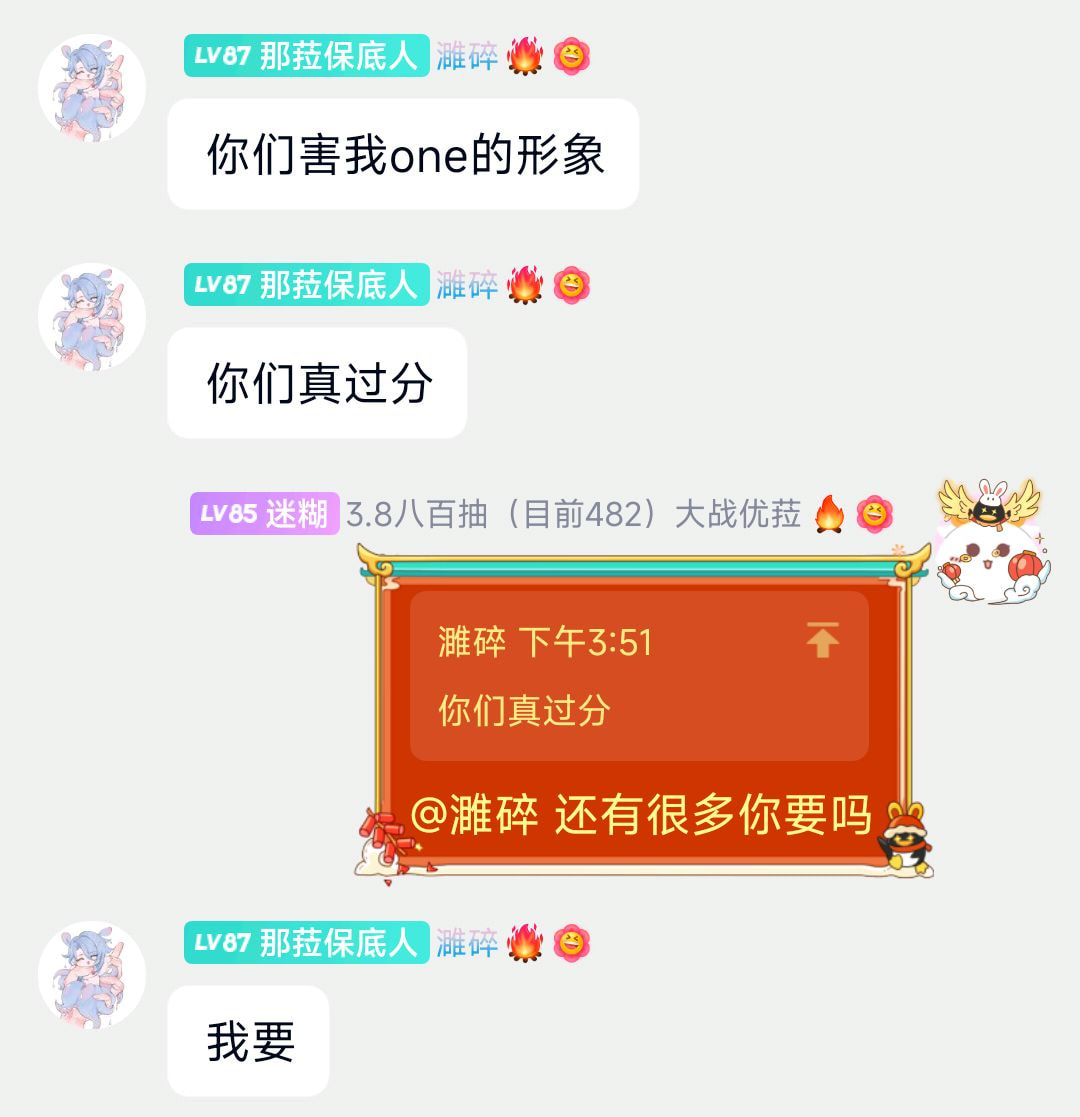 LV87 那菈保底人 濉碎
你们害我one的形象
LV87 那菈保底人 濉碎
你们真过分
LV85 迷糊 3.8八百抽（目前482）大战优菈
濉碎 下午3:51
你们真过分
@濉碎 还有很多你要吗
LV87 那菈保底人 濉碎
我要